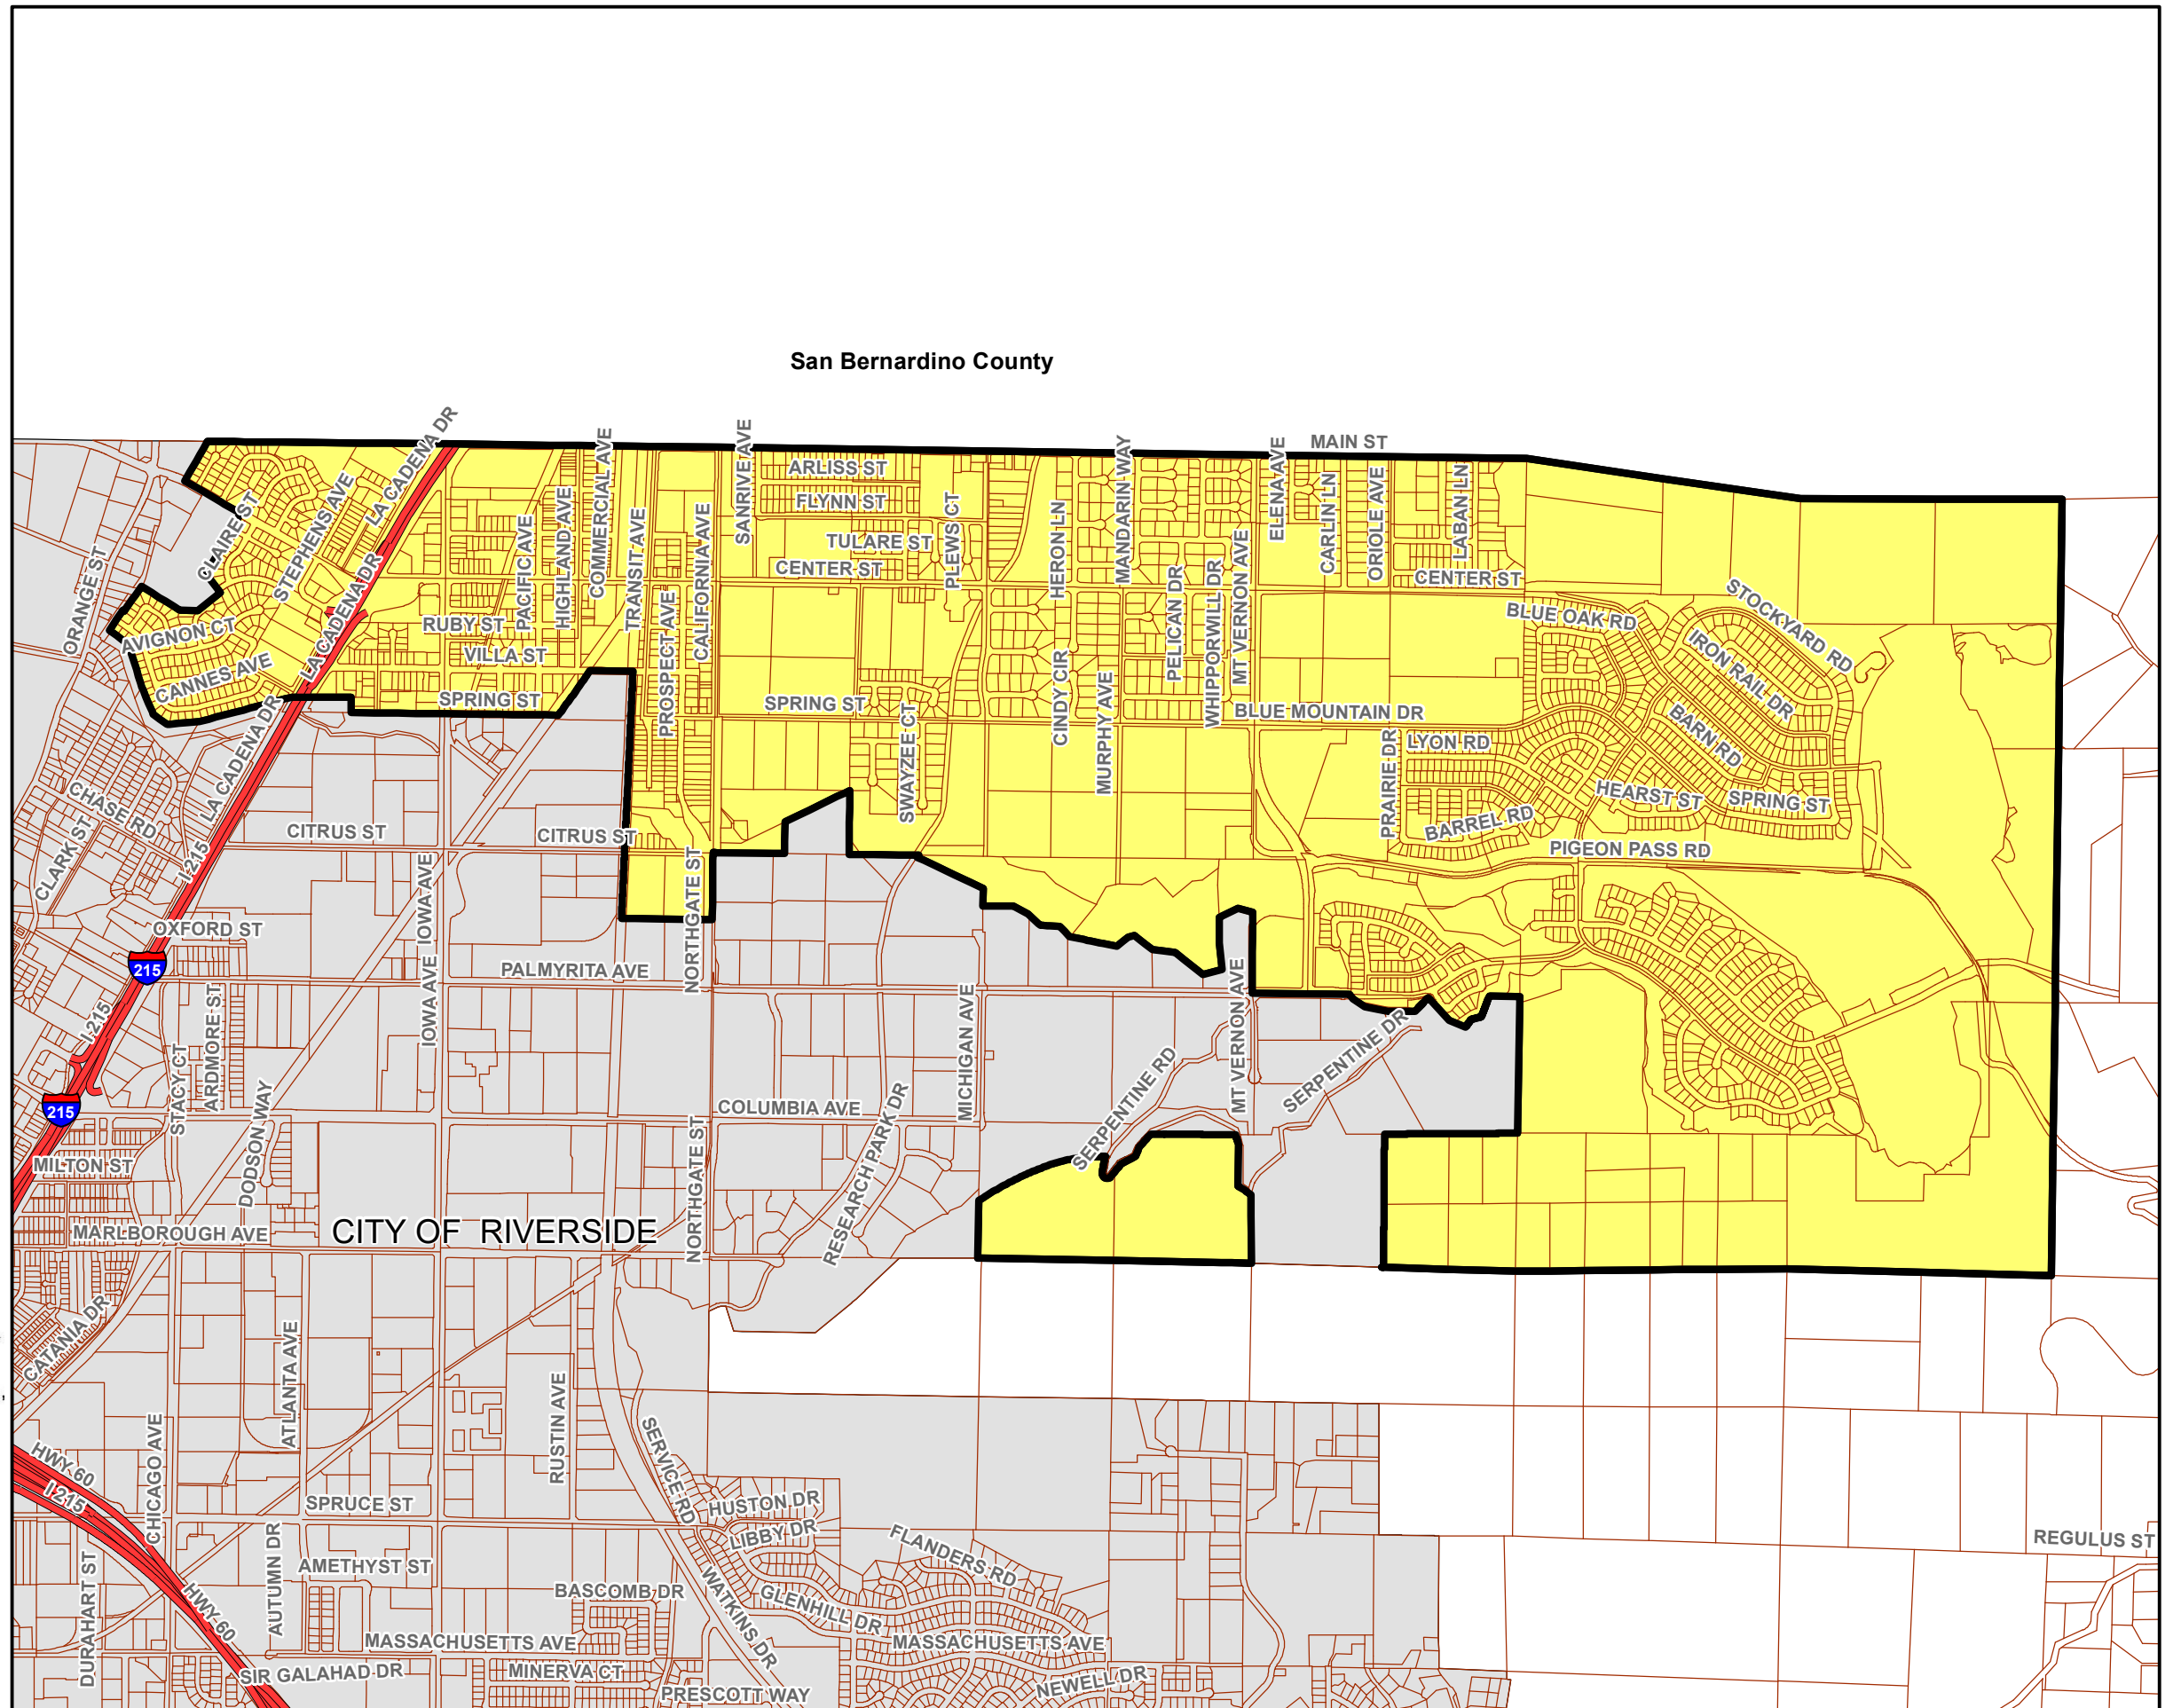 San Bernardino County
LA CADENA DR
MAIN ST
SANRIVE AVE
COMMERCIAL AVE
MANDARIN WAY
ELENA AVE
ARLISS ST
FLYNN ST
CLAIRE ST
STEPHENS AVE
PACIFIC AVE
HIGHLAND AVE
TRANSIT AVE
CALIFORNIA AVE
TULARE ST
PLEWS CT
HERON LN
CARLIN LN
ORIOLE AVE
LABAN LN
CENTER ST
CENTER ST
ORANGE ST
LA CADENA DR
RUBY ST
VILLA ST
PROSPECT AVE
PELICAN DR
WHIPPORWILL DR
MT VERNON AVE
BLUE OAK RD
STOCKYARD RD
IRON RAIL DR
AVIGNON CT
CANNES AVE
SPRING ST
SPRING ST
CINDY CIR
MURPHY AVE
BLUE MOUNTAIN DR
BARN RD
LA CADENA DR
SWAYZEE CT
PRAIRIE DR
LYON RD
HEARST ST
SPRING ST
CHASE RD
CLARK ST
CITRUS ST
CITRUS ST
BARREL RD
PIGEON PASS RD
I 215
IOWA AVE
NORTHGATE ST
OXFORD ST
215
PALMYRITA AVE
I 215
STACY CT
ARDMORE ST
IOWA AVE
MICHIGAN AVE
MT VERNON AVE
SERPENTINE DR
SERPENTINE RD
215
DODSON WAY
COLUMBIA AVE
RESEARCH PARK DR
NORTHGATE ST
MILTON ST
MARLBOROUGH AVE
CITY OF RIVERSIDE
CATANIA DR
ATLANTA AVE
CHICAGO AVE
RUSTIN AVE
SERVICE RD
HWY 60
I 215
SPRUCE ST
HUSTON DR
LIBBY DR
FLANDERS RD
REGULUS ST
DURAHART ST
AUTUMN DR
AMETHYST ST
BASCOMB DR
WATKINS DR
GLENHILL DR
HWY 60
MASSACHUSETTS AVE
MASSACHUSETTS AVE
SIR GALAHAD DR
MINERVA CT
PRESCOTT WAY
NEWELL DR